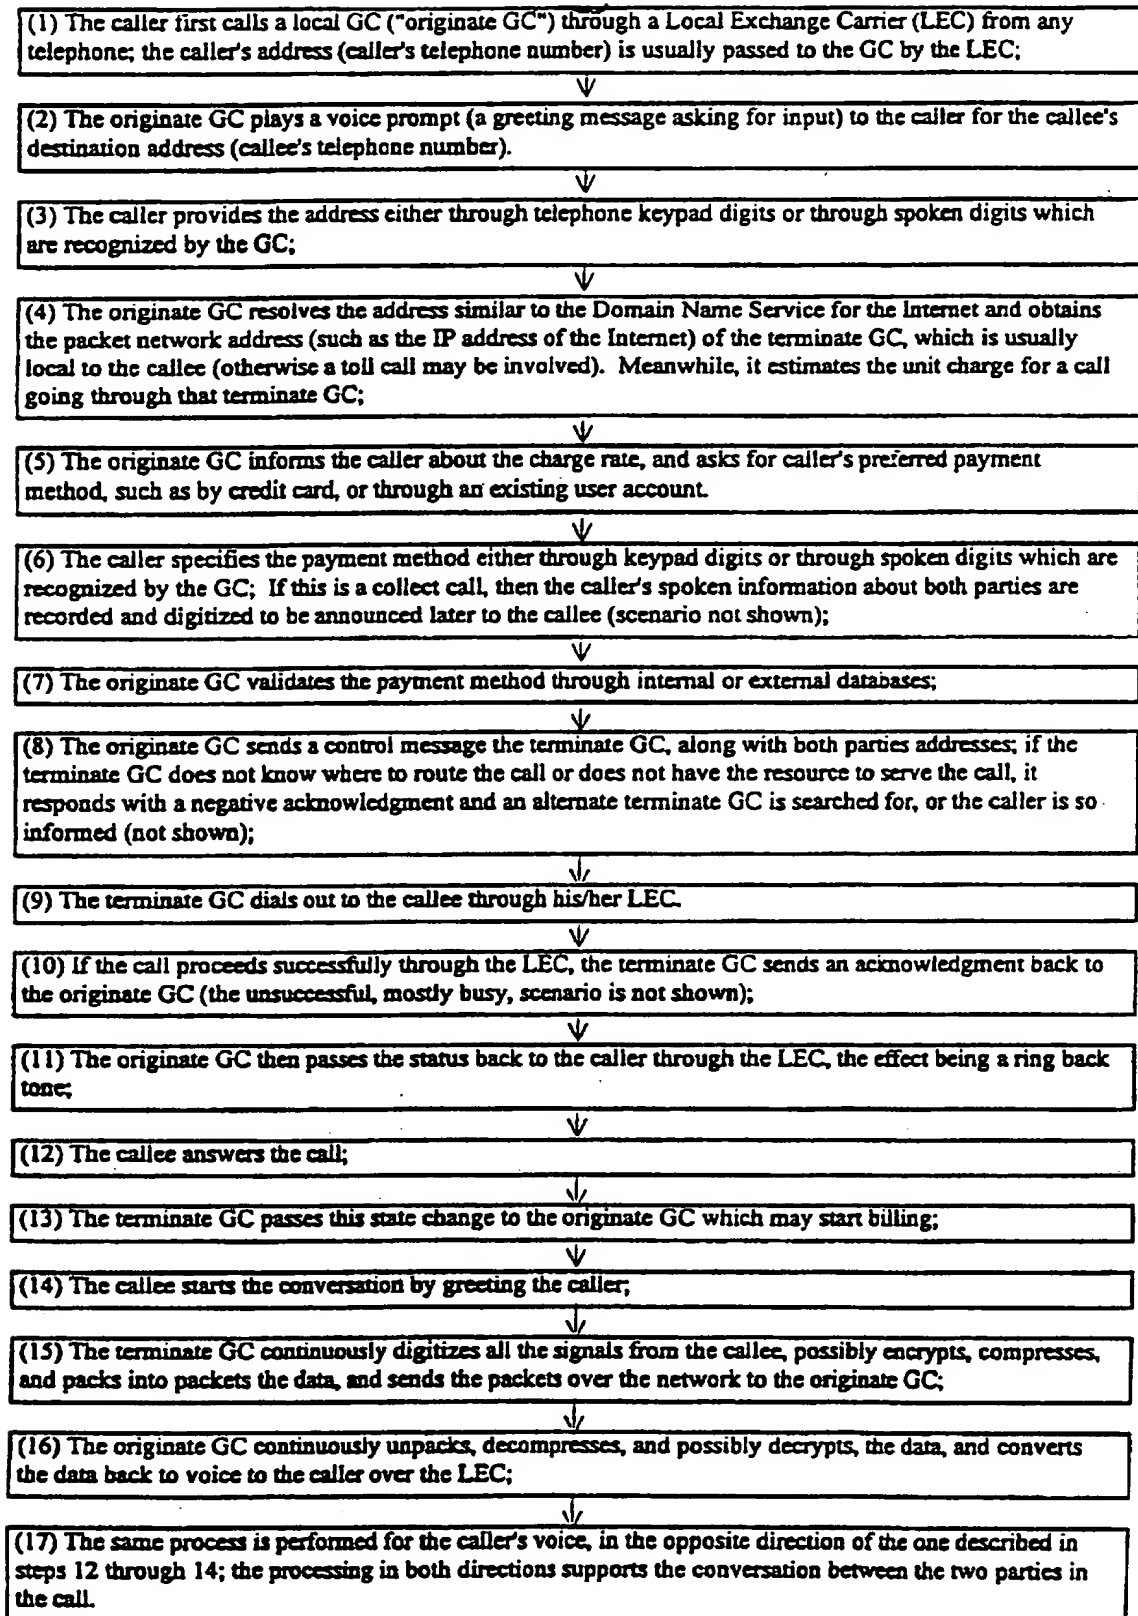 (1) The caller first calls a local GC ("originate GC") through a Local Exchange Carrier (LEC) from any
telephone; the caller's address (caller's telephone number) is usually passed to the GC by the LEC;
(2) The originate GC plays a voice prompt (a greeting message asking for input) to the caller for the callee's
destination address (callee's telephone number).
(3) The caller provides the address either through telephone keypad digits or through spoken digits which
are recognized by the GC;
(4) The originate GC resolves the address similar to the Domain Name Service for the Internet and obtains
the packet network address (such as the IP address of the Internet) of the terminate GC, which is usually
local to the callee (otherwise a toll call may be involved). Meanwhile, it estimates the unit charge for a call
going through that terminate GC;
(5) The originate GC informs the caller about the charge rate, and asks for caller's preferred payment
method, such as by credit card, or through an existing user account.
(6) The caller specifies the payment method either through keypad digits or through spoken digits which are
recognized by the GC; If this is a collect call, then the caller's spoken information about both parties are
recorded and digitized to be announced later to the callee (scenario not shown);
(7) The originate GC validates the payment method through internal or external databases;
(8) The originate GC sends a control message the terminate GC, along with both parties addresses; if the
terminate GC does not know where to route the call or does not have the resource to serve the call, it
responds with a negative acknowledgment and an alternate terminate GC is searched for, or the caller is so
informed (not shown);
(9) The terminate GC dials out to the callee through his/her LEC.
(10) If the call proceeds successfully through the LEC, the terminate GC sends an acknowledgment back to
the originate GC (the unsuccessful, mostly busy, scenario is not shown);
(11) The originate GC then passes the status back to the caller through the LEC, the effect being a ring back
tone;
(12) The callee answers the call;
(13) The terminate GC passes this state change to the originate GC which may start billing;
(14) The callee starts the conversation by greeting the caller;
(15) The terminate GC continuously digitizes all the signals from the callee, possibly encrypts, compresses,
and packs into packets the data, and sends the packets over the network to the originate GC;
(16) The originate GC continuously unpacks, decompresses, and possibly decrypts, the data, and converts
the data back to voice to the caller over the LEC;
(17) The same process is performed for the caller's voice, in the opposite direction of the one described in
steps 12 through 14; the processing in both directions supports the conversation between the two parties in
the call.